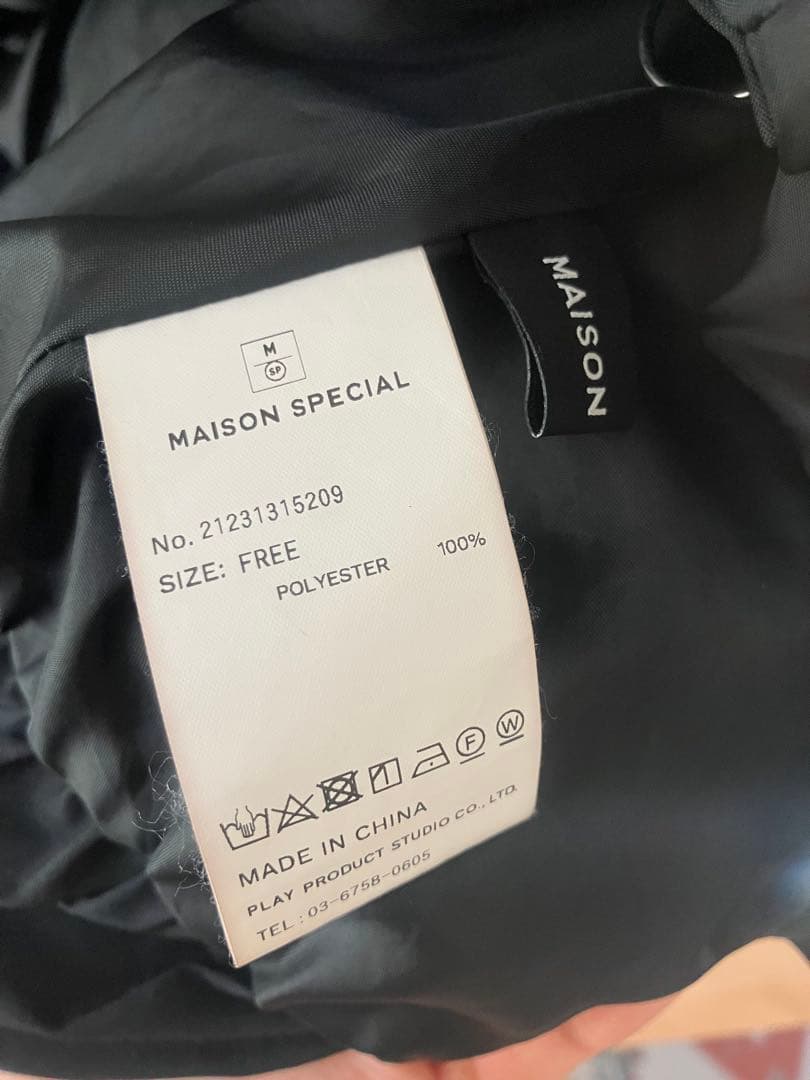 M
SP
MAISON SPECIAL
No. 21231315209
SIZE: FREE
POLYESTER 100%
F W
MADE IN CHINA
PLAY PRODUCT STUDIO CO., LTD.
TEL : 03-6758-0605
MAISON